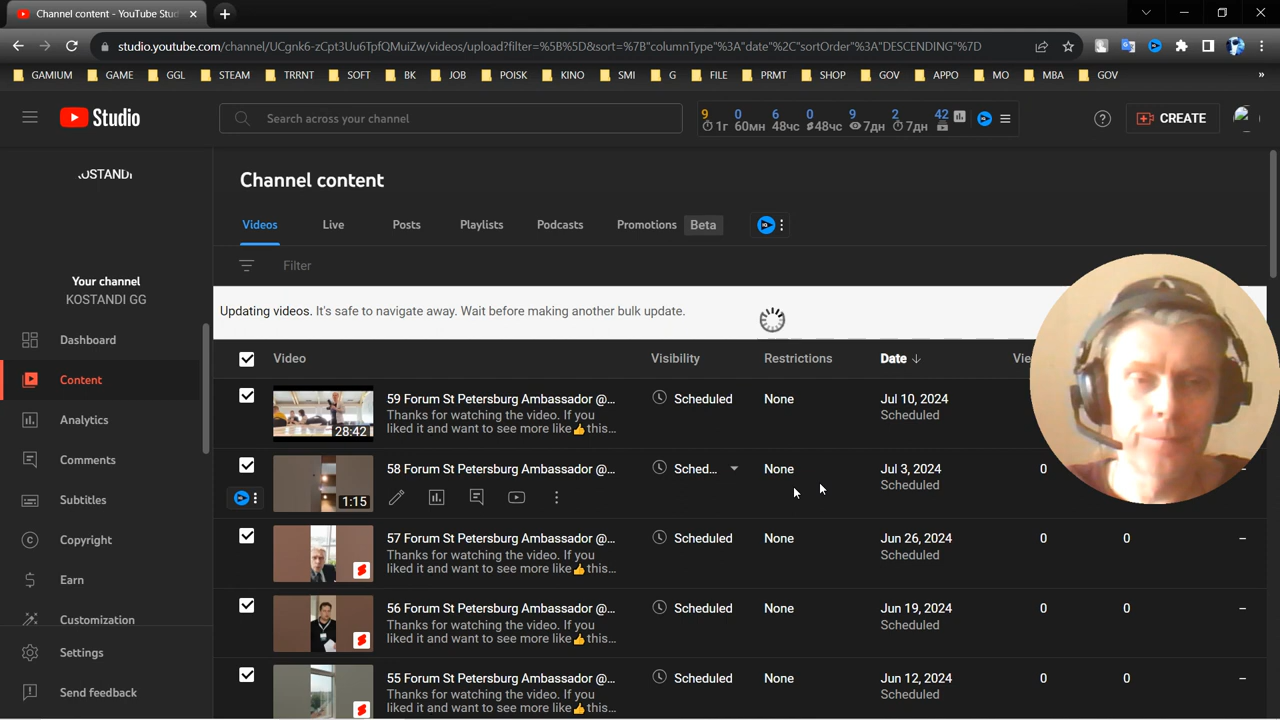 Channel content - YouTube Stud
studio.youtube.com/channel/UCgnk6-zCpt3Uu6TpfQMuiZw/videos/upload?filter=%5B%5D&sort=%7B"columnType"%3A"date"%2C"sortOrder"%3A"DESCENDING"%7D
GAMIUM GAME GGL STEAM TRRNT SOFT BK JOB POISK KINO SMI G FILE PRMT SHOP GOV APPO MO MBA GOV »
Studio
Search across your channel
9 0 6 0 9 2 42
1г 60мн 48чс 48чс 7дн 7дн
CREATE
KOSTANDI
Channel content
Videos Live Posts Playlists Podcasts Promotions Beta
Filter
Your channel
KOSTANDI GG
Updating videos. It's safe to navigate away. Wait before making another bulk update.
Dashboard
Content
Analytics
Comments
Subtitles
Copyright
Earn
Customization
Settings
Send feedback
Video Visibility Restrictions Date Vie
59 Forum St Petersburg Ambassador @... Scheduled None Jul 10, 2024
Thanks for watching the video. If you Scheduled
liked it and want to see more like👍this...
28:42
58 Forum St Petersburg Ambassador @... Sched... None Jul 3, 2024 0 –
Scheduled
1:15
57 Forum St Petersburg Ambassador @... Scheduled None Jun 26, 2024 0 0 –
Thanks for watching the video. If you Scheduled
liked it and want to see more like👍this...
56 Forum St Petersburg Ambassador @... Scheduled None Jun 19, 2024 0 0 –
Thanks for watching the video. If you Scheduled
liked it and want to see more like👍this...
55 Forum St Petersburg Ambassador @... Scheduled None Jun 12, 2024 0 0 –
Thanks for watching the video. If you Scheduled
liked it and want to see more like👍this...